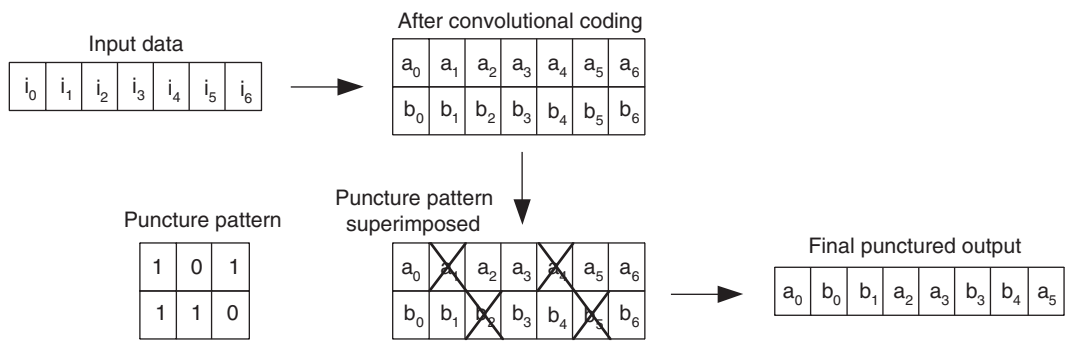 After convolutional coding
Input data
i₀ i₁ i₂ i₃ i₄ i₅ i₆
a₀ a₁ a₂ a₃ a₄ a₅ a₆
b₀ b₁ b₂ b₃ b₄ b₅ b₆
Puncture pattern
superimposed
Puncture pattern
1 0 1
1 1 0
a₀ a₁ a₂ a₃ a₄ a₅ a₆
b₀ b₁ b₂ b₃ b₄ b₅ b₆
Final punctured output
a₀ b₀ b₁ a₂ a₃ b₃ b₄ a₅